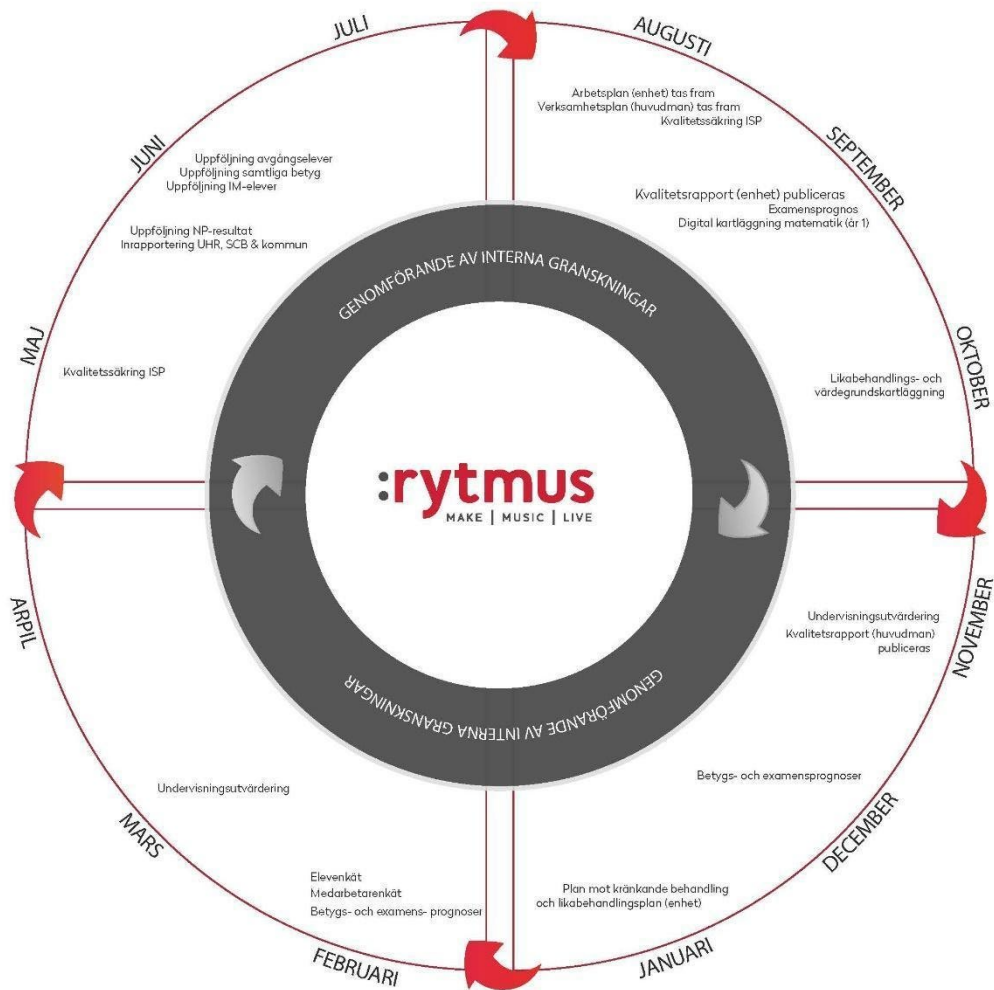 JULI
AUGUSTI
Arbetsplan (enhet) tas fram
Verksamhetsplan (huvudman) tas fram
Kvalitetssäkring ISP
SEPTEMBER
Kvalitetsrapport (enhet) publiceras
Examensprognos
Digital kartläggning matematik (år 1)
OKTOBER
Likabehandlings- och
värdegrundskartläggning
NOVEMBER
Undervisningsutvärdering
Kvalitetsrapport (huvudman)
publiceras
DECEMBER
Betygs- och examensprognoser
JANUARI
Plan mot kränkande behandling
och likabehandlingsplan (enhet)
FEBRUARI
Elevenkät
Medarbetarenkät
Betygs- och examens- prognoser
MARS
Undervisningsutvärdering
ARPIL
MAJ
Kvalitetssäkring ISP
JUNI
Uppföljning avgångselever
Uppföljning samtliga betyg
Uppföljning IM-elever
Uppföljning NP-resultat
Inrapportering UHR, SCB & kommun
GENOMFÖRANDE AV INTERNA GRANSKNINGAR
:rytmus
MAKE | MUSIC | LIVE
GENOMFÖRANDE AV INTERNA GRANSKNINGAR